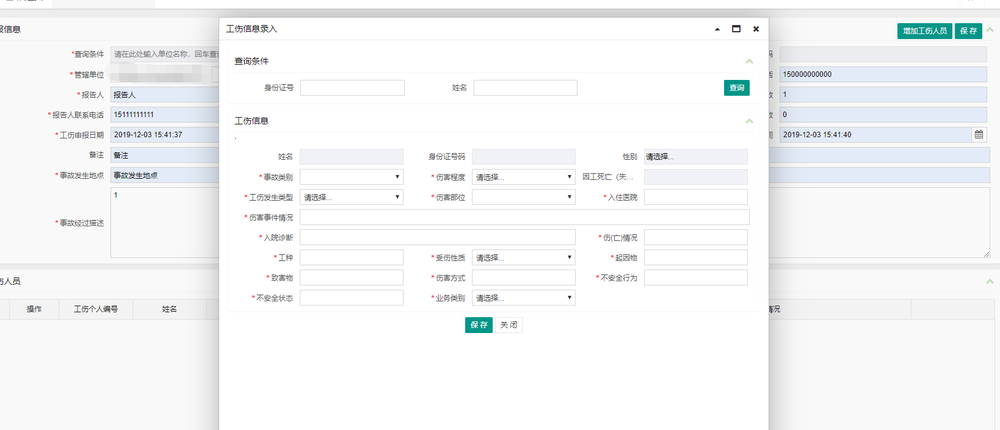 报信息
增加工伤人员 保 存
*查询条件 请在此处输入单位名称，回车查询
*管辖单位
*报告人 报告人
*报告人联系电话 15111111111
*工伤申报日期 2019-12-03 15:41:37
备注 备注
*事故发生地点 事故发生地点
*事故经过描述 1
伤人员
操作 工伤个人编号 姓名
工伤信息录入
查询条件
身份证号 姓名 查询
工伤信息
`
姓名 身份证号码 性别 请选择...
*事故类别 *伤害程度 请选择... 因工死亡（失...
*工伤发生类型 请选择... *伤害部位 *入住医院
*伤害事件情况
*入院诊断 *伤(亡)情况
*工种 *受伤性质 请选择... *起因物
*致害物 *伤害方式 *不安全行为
*不安全状态 *业务类别 请选择...
保 存 关 闭
码
话 150000000000
数 1
数 0
间 2019-12-03 15:41:40
情况